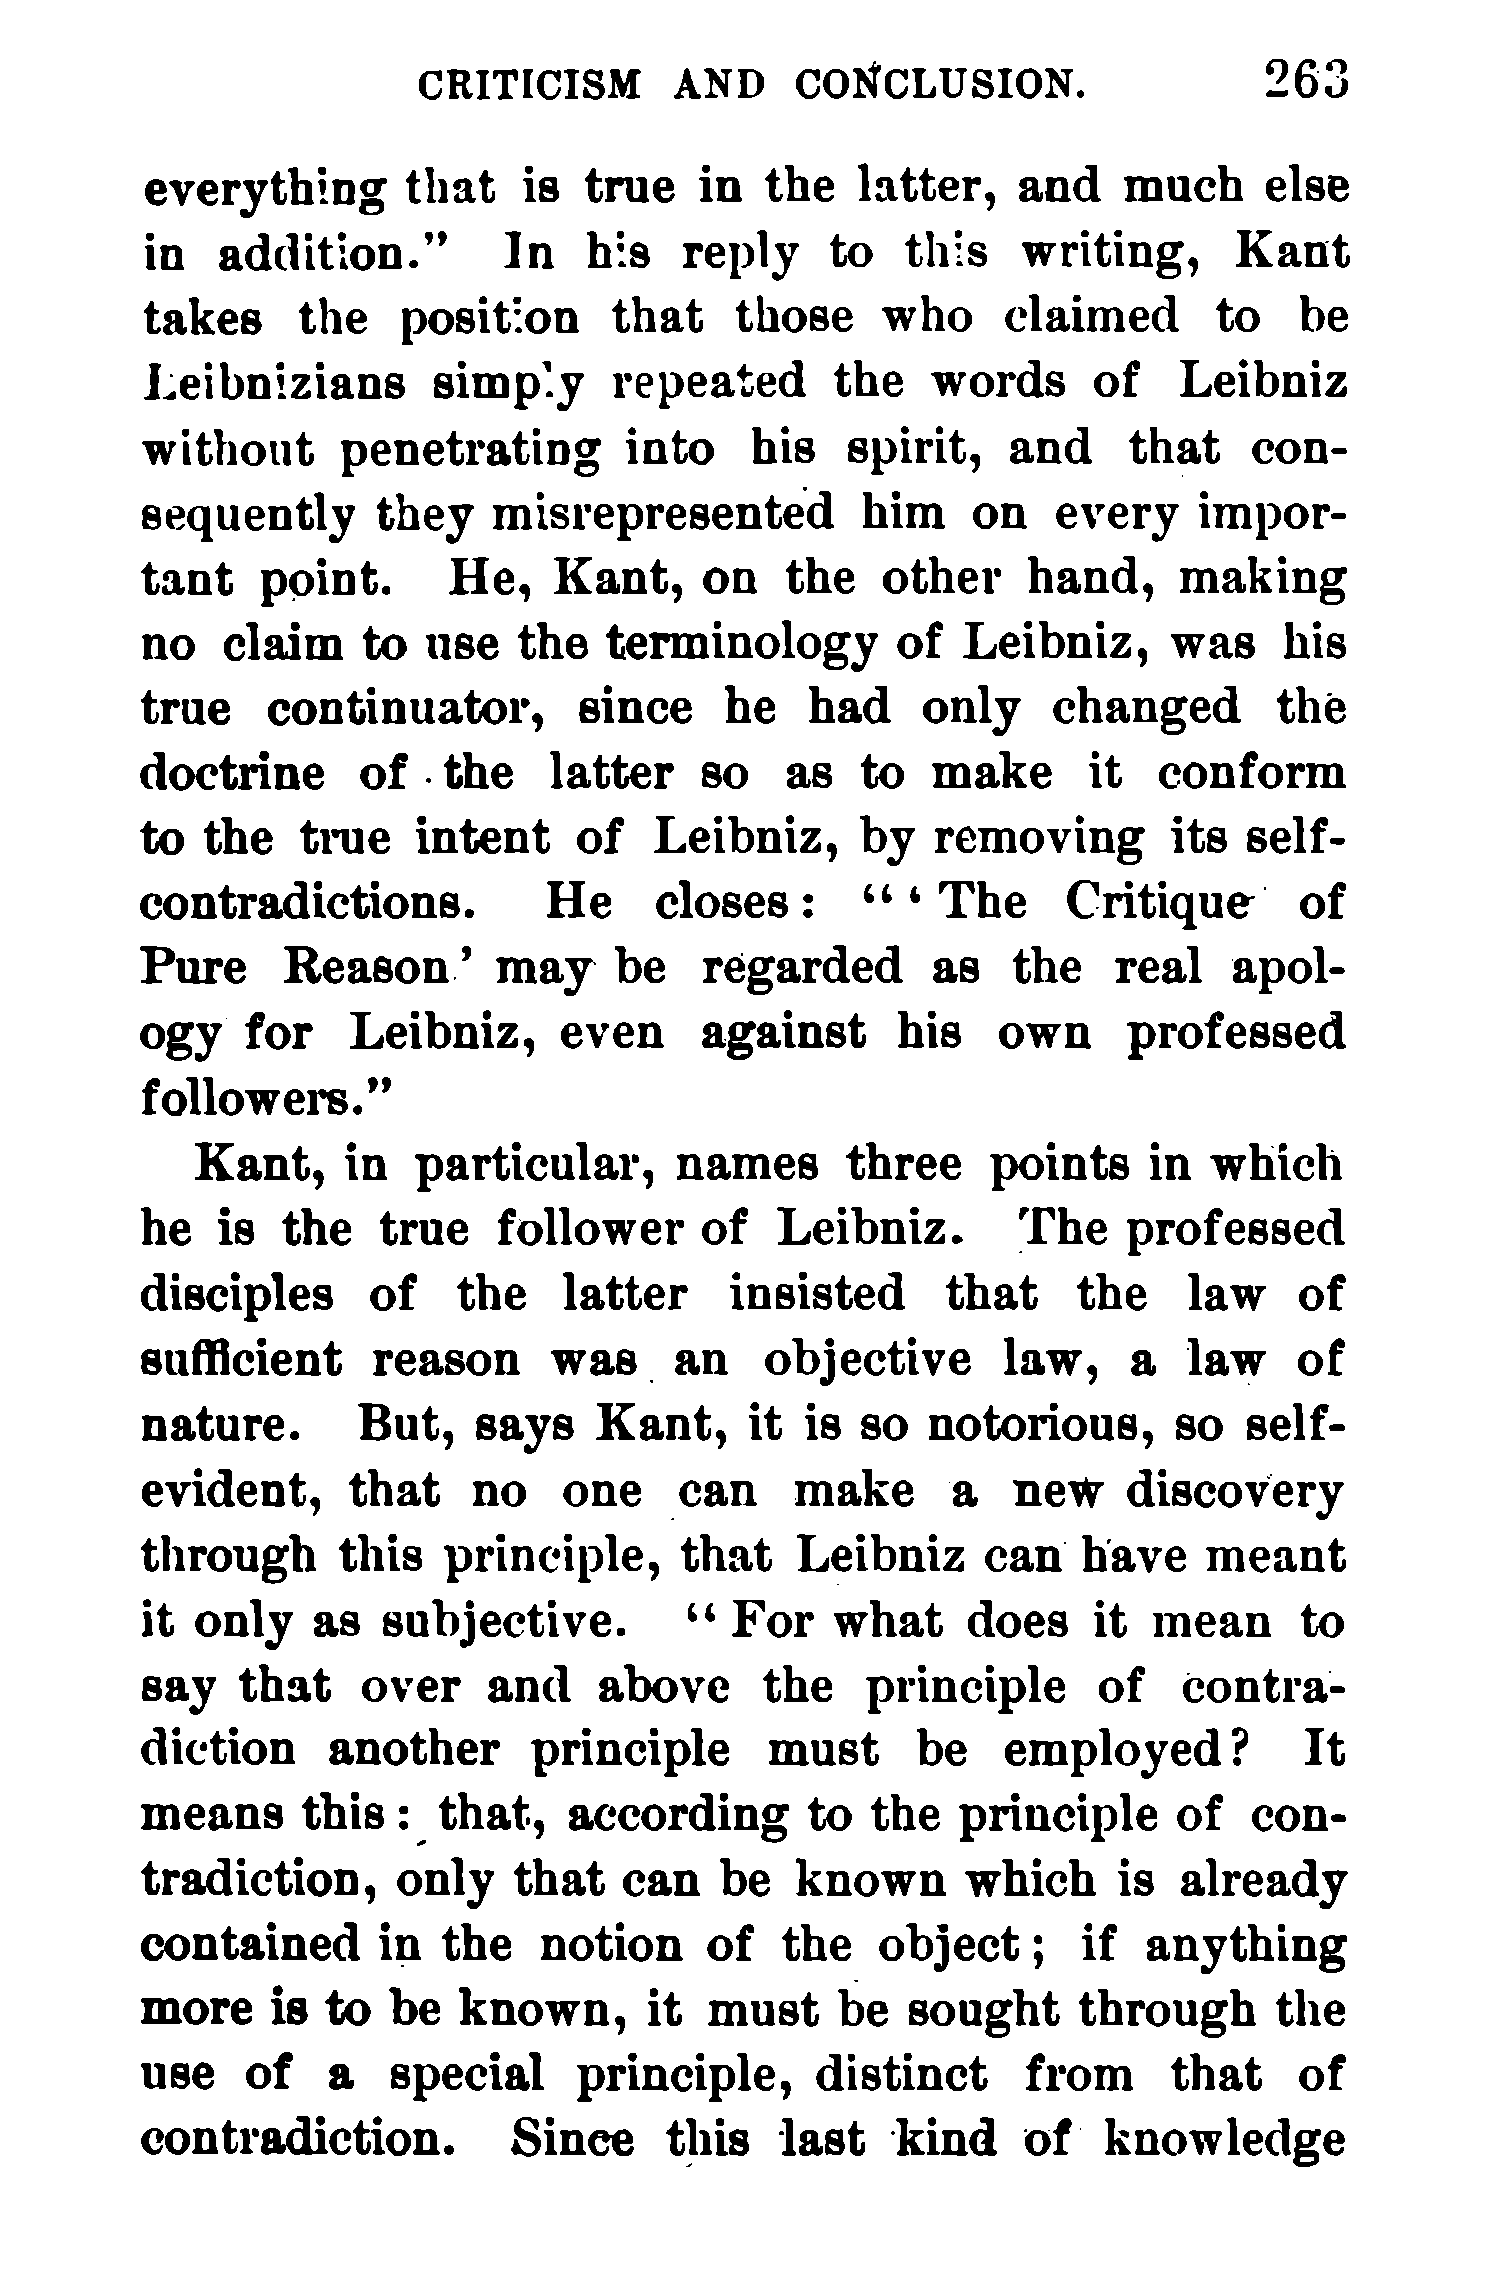 CRITICISM AND CONCLUSION. 263
everything that is true in the latter, and much else
in addition.” In his reply to this writing, Kant
takes the position that those who claimed to be
Leibnizians simply repeated the words of Leibniz
without penetrating into his spirit, and that con-
sequently they misrepresented him on every impor-
tant point. He, Kant, on the other hand, making
no claim to use the terminology of Leibniz, was his
true continuator, since he had only changed the
doctrine of the latter so as to make it conform
to the true intent of Leibniz, by removing its self-
contradictions. He closes: “‘The Critique of
Pure Reason’ may be regarded as the real apol-
ogy for Leibniz, even against his own professed
followers.”
Kant, in particular, names three points in which
he is the true follower of Leibniz. The professed
disciples of the latter insisted that the law of
sufficient reason was an objective law, a law of
nature. But, says Kant, it is so notorious, so self-
evident, that no one can make a new discovery
through this principle, that Leibniz can have meant
it only as subjective. “For what does it mean to
say that over and above the principle of contra-
diction another principle must be employed? It
means this: that, according to the principle of con-
tradiction, only that can be known which is already
contained in the notion of the object; if anything
more is to be known, it must be sought through the
use of a special principle, distinct from that of
contradiction. Since this last kind of knowledge